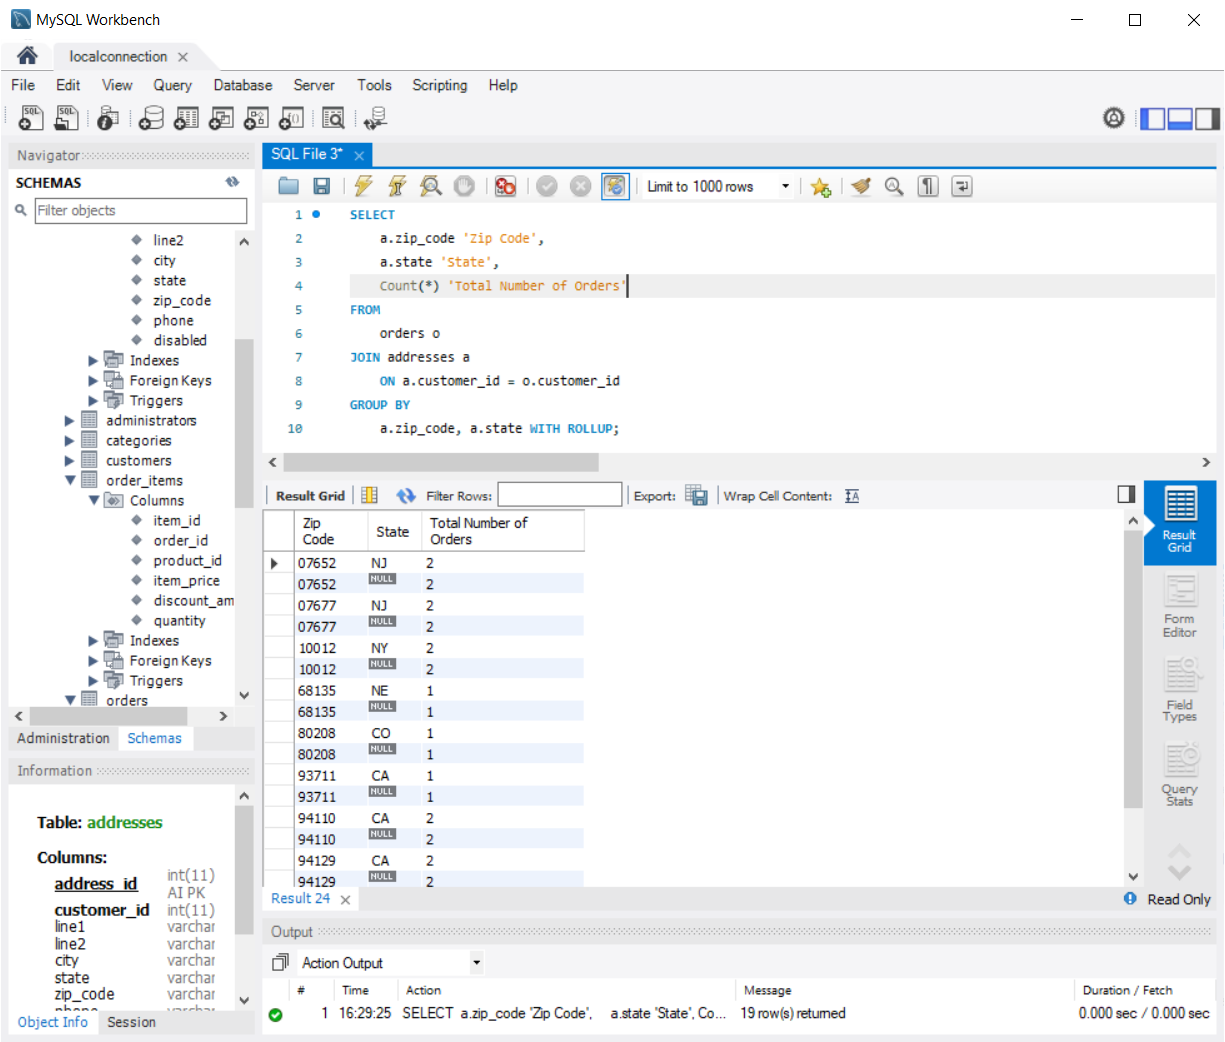 MySQL Workbench
localconnection
File Edit View Query Database Server Tools Scripting Help
SQL SQL
Navigator
SCHEMAS
Filter objects
line2
city
state
zip_code
phone
disabled
Indexes
Foreign Keys
Triggers
administrators
categories
customers
order_items
Columns
item_id
order_id
product_id
item_price
discount_am
quantity
Indexes
Foreign Keys
Triggers
orders
Administration Schemas
Information
Table: addresses
Columns:
address_id int(11) AI PK
customer_id int(11)
line1 varchar
line2 varchar
city varchar
state varchar
zip_code varchar
Object Info Session
SQL File 3*
Limit to 1000 rows
1 SELECT
2 a.zip_code 'Zip Code',
3 a.state 'State',
4 Count(*) 'Total Number of Orders'
5 FROM
6 orders o
7 JOIN addresses a
8 ON a.customer_id = o.customer_id
9 GROUP BY
10 a.zip_code, a.state WITH ROLLUP;
Result Grid Filter Rows: Export: Wrap Cell Content: IA
Zip Code State Total Number of Orders
07652 NJ 2
07652 NULL 2
07677 NJ 2
07677 NULL 2
10012 NY 2
10012 NULL 2
68135 NE 1
68135 NULL 1
80208 CO 1
80208 NULL 1
93711 CA 1
93711 NULL 1
94110 CA 2
94110 NULL 2
94129 CA 2
94129 NULL 2
Result Grid
Form Editor
Field Types
Query Stats
Result 24 Read Only
Output
Action Output
# Time Action Message Duration / Fetch
1 16:29:25 SELECT a.zip_code 'Zip Code', a.state 'State', Co... 19 row(s) returned 0.000 sec / 0.000 sec